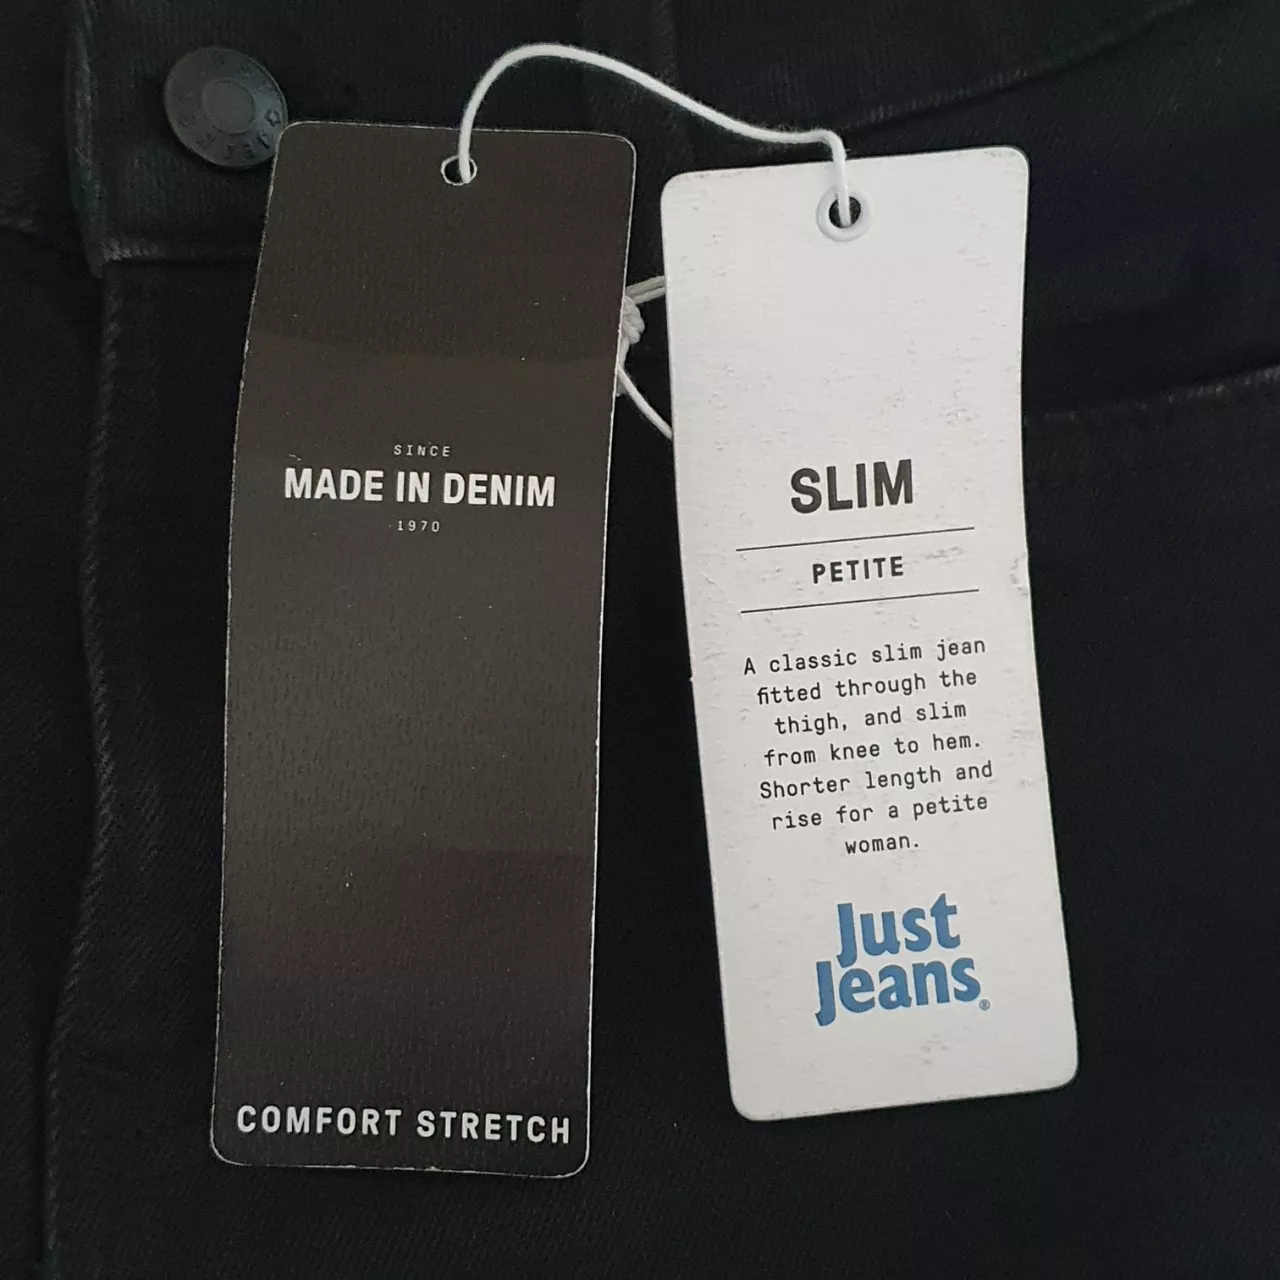 SINCE
MADE IN DENIM
1970
COMFORT STRETCH
SLIM
PETITE
A classic slim jean
fitted through the
thigh, and slim
from knee to hem.
Shorter length and
rise for a petite
woman.
Just
Jeans®